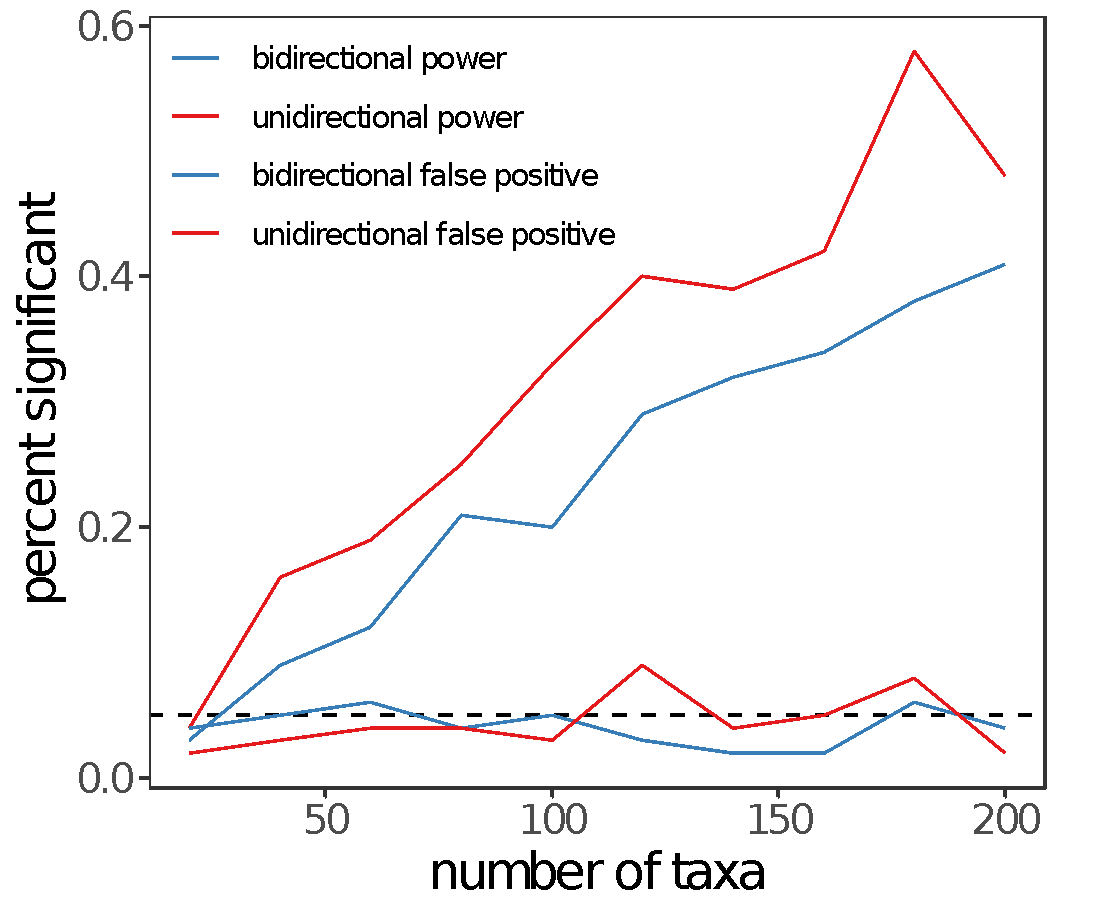 0.6
bidirectional power
unidirectional power
bidirectional false positive
unidirectional false positive
0.4
0.2
0.0
percent significant
50 100 150 200
number of taxa